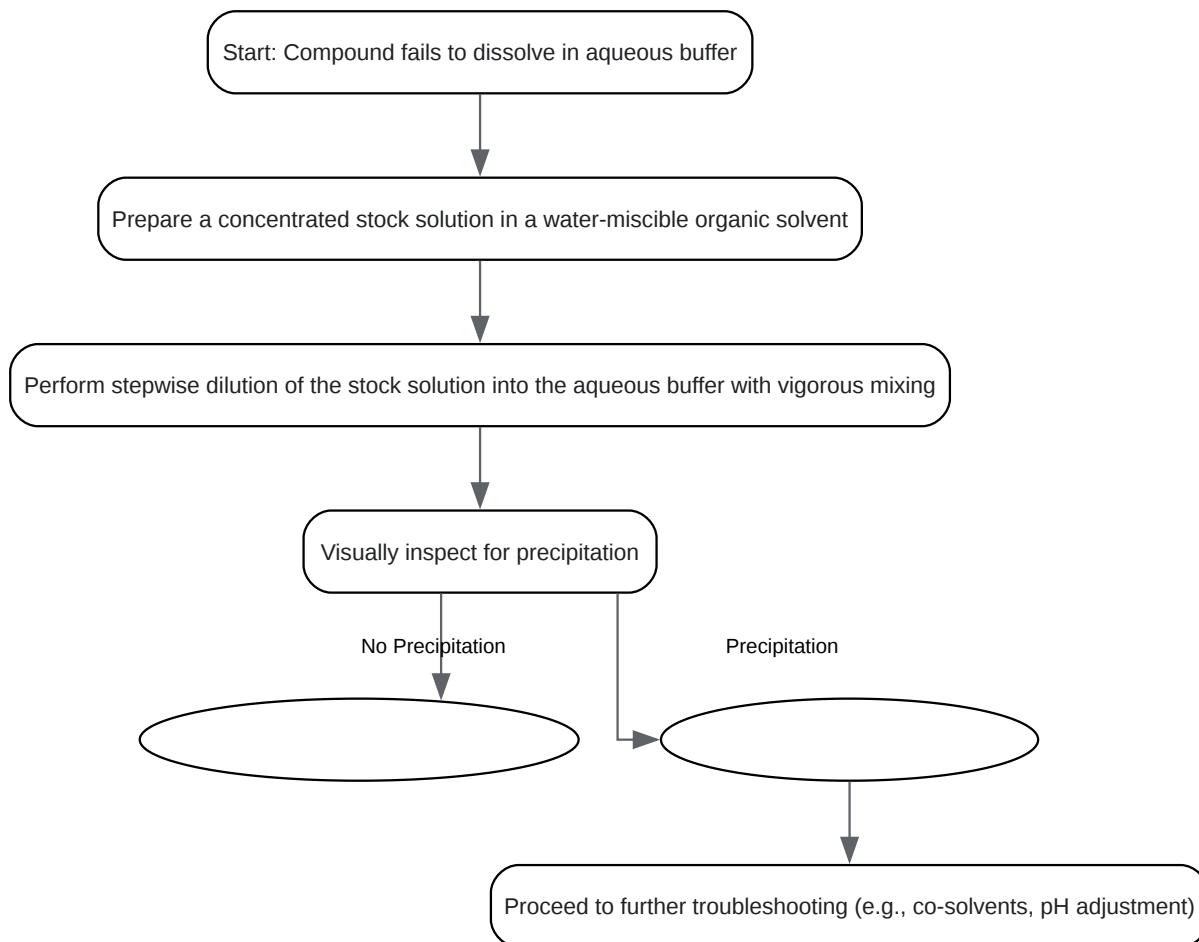 Start: Compound fails to dissolve in aqueous buffer
Prepare a concentrated stock solution in a water-miscible organic solvent
Perform stepwise dilution of the stock solution into the aqueous buffer with vigorous mixing
Visually inspect for precipitation
No Precipitation
Precipitation
Proceed to further troubleshooting (e.g., co-solvents, pH adjustment)